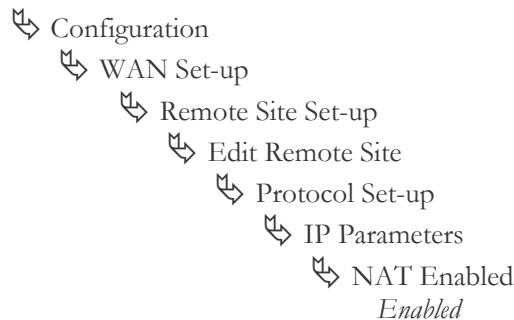 Configuration
WAN Set-up
Remote Site Set-up
Edit Remote Site
Protocol Set-up
IP Parameters
NAT Enabled
Enabled